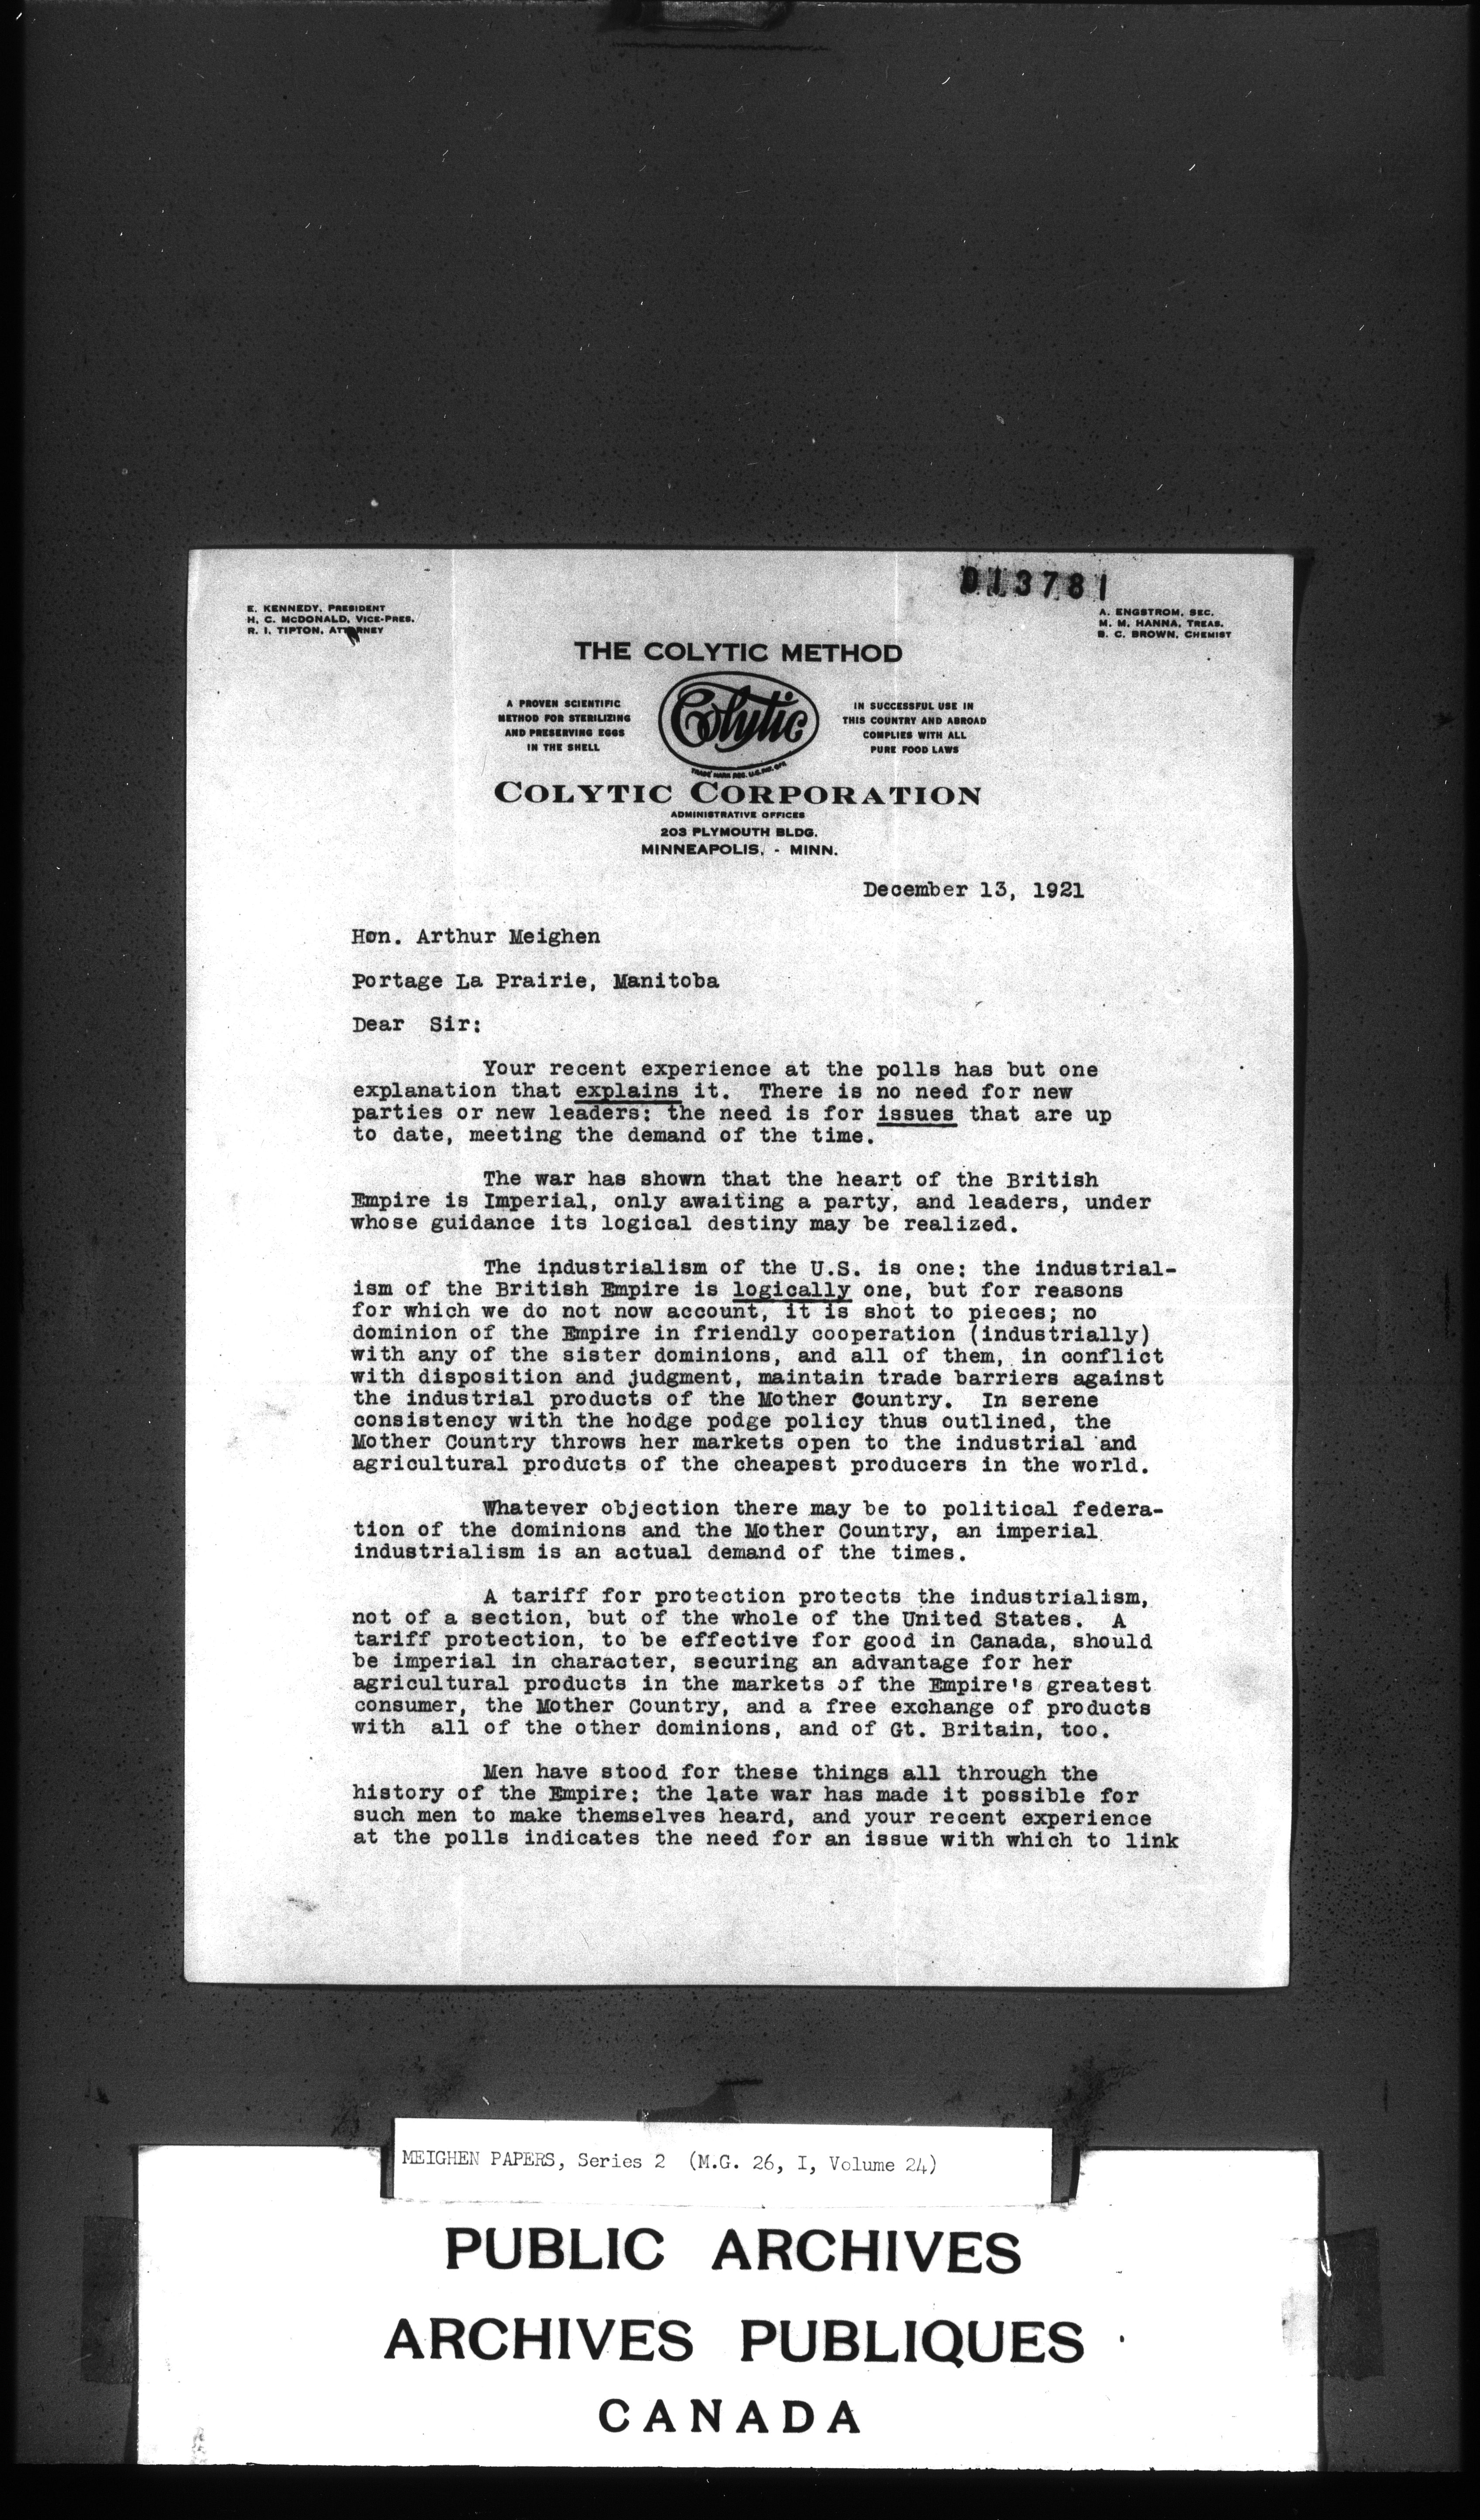 013781
E. KENNEDY, PRESIDENT
H. C. McDONALD, VICE-PRES.
R. I. TIPTON, ATTORNEY
A. ENGSTROM, SEC.
M. M. HANNA, TREAS.
B. C. BROWN, CHEMIST
THE COLYTIC METHOD
A PROVEN SCIENTIFIC
METHOD FOR STERILIZING
AND PRESERVING EGGS
IN THE SHELL
Colytic
TRADE MARK REG. U.S. PAT. OFF.
IN SUCCESSFUL USE IN
THIS COUNTRY AND ABROAD
COMPLIES WITH ALL
PURE FOOD LAWS
COLYTIC CORPORATION
ADMINISTRATIVE OFFICES
203 PLYMOUTH BLDG.
MINNEAPOLIS, - MINN.
December 13, 1921
Hon. Arthur Meighen
Portage La Prairie, Manitoba
Dear Sir:
Your recent experience at the polls has but one
explanation that explains it. There is no need for new
parties or new leaders: the need is for issues that are up
to date, meeting the demand of the time.
The war has shown that the heart of the British
Empire is Imperial, only awaiting a party, and leaders, under
whose guidance its logical destiny may be realized.
The industrialism of the U.S. is one: the industrial-
ism of the British Empire is logically one, but for reasons
for which we do not now account, it is shot to pieces; no
dominion of the Empire in friendly cooperation (industrially)
with any of the sister dominions, and all of them, in conflict
with disposition and judgment, maintain trade barriers against
the industrial products of the Mother Country. In serene
consistency with the hodge podge policy thus outlined, the
Mother Country throws her markets open to the industrial and
agricultural products of the cheapest producers in the world.
Whatever objection there may be to political federa-
tion of the dominions and the Mother Country, an imperial
industrialism is an actual demand of the times.
A tariff for protection protects the industrialism,
not of a section, but of the whole of the United States. A
tariff protection, to be effective for good in Canada, should
be imperial in character, securing an advantage for her
agricultural products in the markets of the Empire's greatest
consumer, the Mother Country, and a free exchange of products
with all of the other dominions, and of Gt. Britain, too.
Men have stood for these things all through the
history of the Empire: the late war has made it possible for
such men to make themselves heard, and your recent experience
at the polls indicates the need for an issue with which to link
MEIGHEN PAPERS, Series 2 (M.G. 26, I, Volume 24)
PUBLIC ARCHIVES
ARCHIVES PUBLIQUES
CANADA